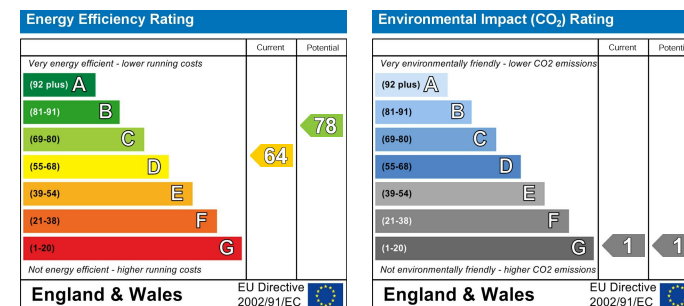 Energy Efficiency Rating
Current Potential
Very energy efficient - lower running costs
(92 plus) A
(81-91) B
(69-80) C
(55-68) D
(39-54) E
(21-38) F
(1-20) G
64
78
Not energy efficient - higher running costs
England & Wales
EU Directive
2002/91/EC
Environmental Impact (CO₂) Rating
Current Potenti
Very environmentally friendly - lower CO2 emissions
(92 plus) A
(81-91) B
(69-80) C
(55-68) D
(39-54) E
(21-38) F
(1-20) G
1
1
Not environmentally friendly - higher CO2 emissions
England & Wales
EU Directive
2002/91/EC